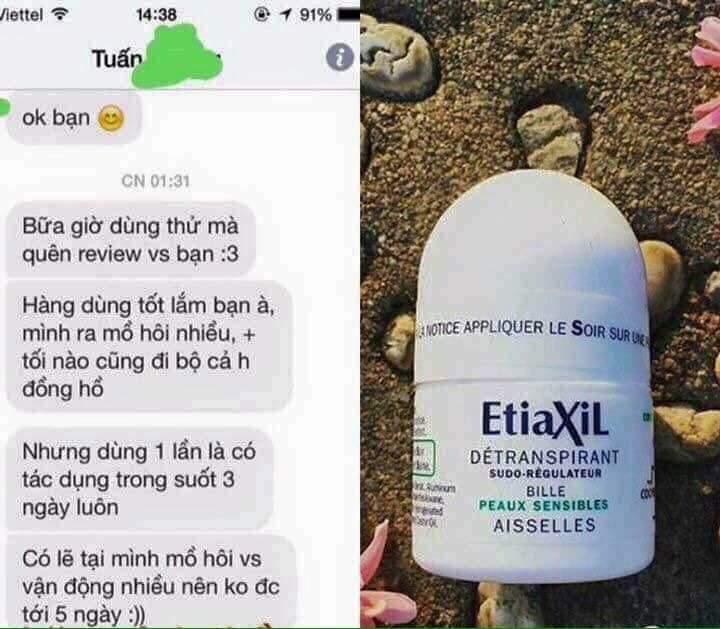 Viettel
14:38
91%
Tuấn
ok bạn
CN 01:31
Bữa giờ dùng thử mà
quên review vs bạn :3
Hàng dùng tốt lắm bạn à,
mình ra mồ hôi nhiều, +
tối nào cũng đi bộ cả h
đồng hồ
Nhưng dùng 1 lần là có
tác dụng trong suốt 3
ngày luôn
Có lẽ tại mình mồ hôi vs
vận động nhiều nên ko đc
tới 5 ngày :))
LA NOTICE APPLIQUER LE SOIR SUR UNE
EtiaXiL
DÉTRANSPIRANT
SUDO-RÉGULATEUR
BILLE
PEAUX SENSIBLES
AISSELLES
Aluminum